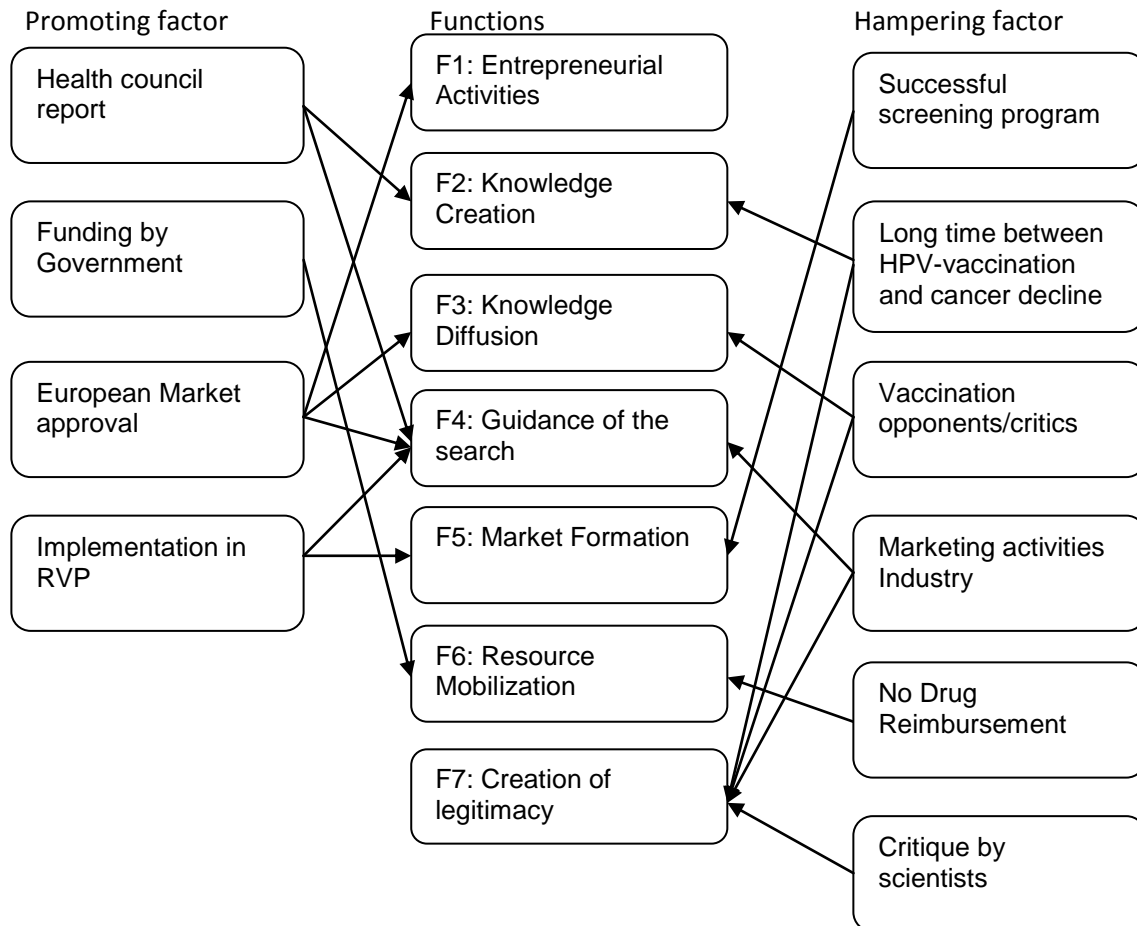 Promoting factor
Health council
report
Funding by
Government
European Market
approval
Implementation in
RVP
Functions
F1: Entrepreneurial
Activities
F2: Knowledge
Creation
F3: Knowledge
Diffusion
F4: Guidance of the
search
F5: Market Formation
F6: Resource
Mobilization
F7: Creation of
legitimacy
Hampering factor
Successful
screening program
Long time between
HPV-vaccination
and cancer decline
Vaccination
opponents/critics
Marketing activities
Industry
No Drug
Reimbursement
Critique by
scientists